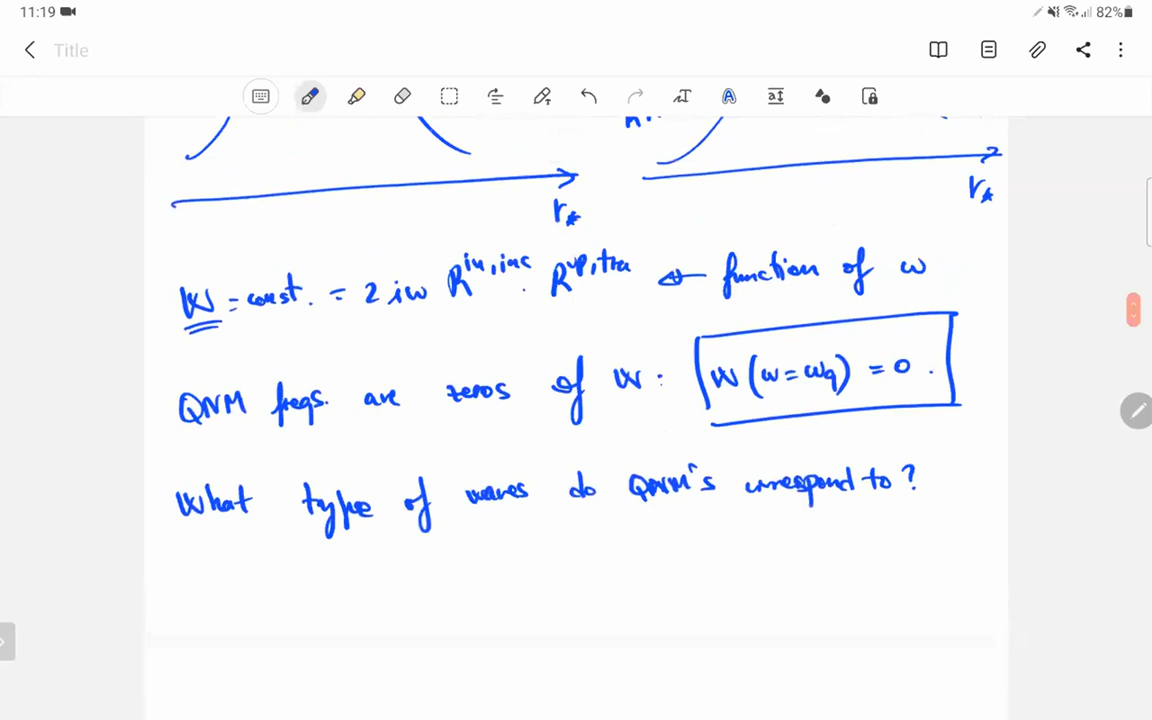 11:19 82%
Title
r⋆ r⋆
W = const. = 2iω R^{in,inc} · R^{up,tra} ← function of ω
QNM freqs. are zeros of W : W(ω=ωq) = 0.
What type of waves do QNM's correspond to?